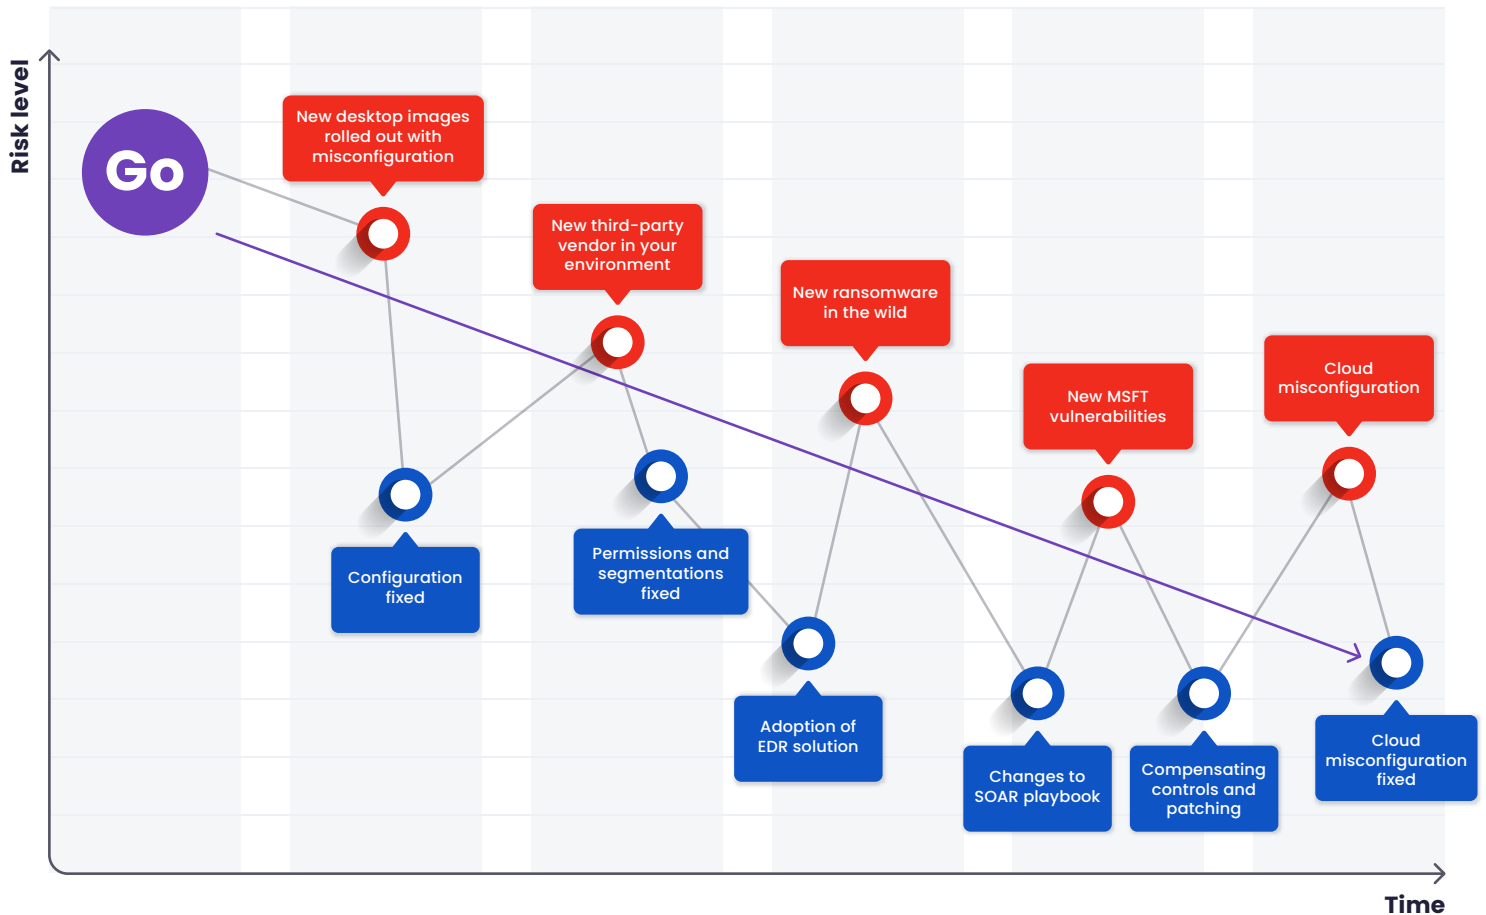 Risk level
Go
New desktop images
rolled out with
misconfiguration
New third-party
vendor in your
environment
New ransomware
in the wild
New MSFT
vulnerabilities
Cloud
misconfiguration
Configuration
fixed
Permissions and
segmentations
fixed
Adoption of
EDR solution
Changes to
SOAR playbook
Compensating
controls and
patching
Cloud
misconfiguration
fixed
Time